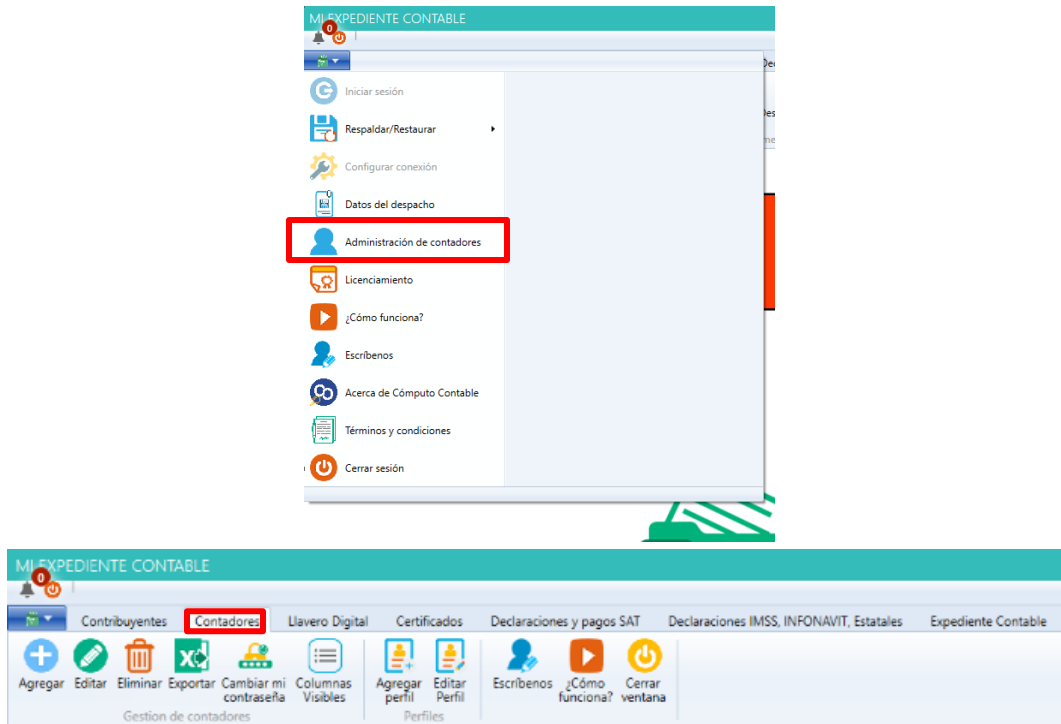 MI EXPEDIENTE CONTABLE
0
Iniciar sesión
Respaldar/Restaurar
Configurar conexión
Datos del despacho
Administración de contadores
Licenciamiento
¿Cómo funciona?
Escríbenos
Acerca de Cómputo Contable
Términos y condiciones
Cerrar sesión
MI EXPEDIENTE CONTABLE
0
Contribuyentes Contadores Llavero Digital Certificados Declaraciones y pagos SAT Declaraciones IMSS, INFONAVIT, Estatales Expediente Contable
Agregar Editar Eliminar Exportar Cambiar mi Columnas Agregar Editar Escríbenos ¿Cómo Cerrar
contraseña Visibles perfil Perfil funciona? ventana
Gestion de contadores Perfiles